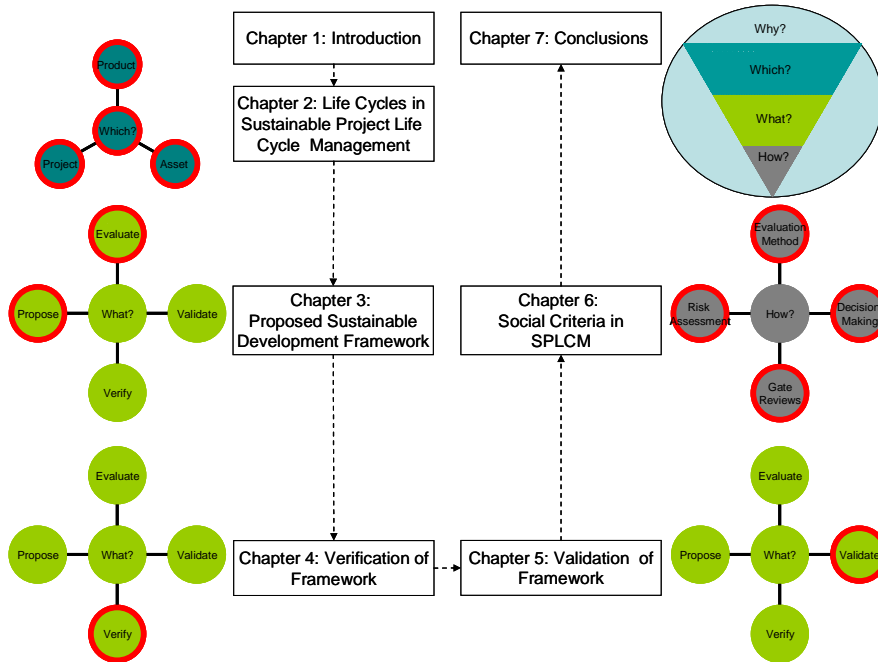 Product
Which?
Project
Asset
Chapter 1: Introduction
Chapter 2: Life Cycles in
Sustainable Project Life
Cycle Management
Chapter 7: Conclusions
Why?
Which?
What?
How?
Evaluate
Propose
What?
Validate
Verify
Chapter 3:
Proposed Sustainable
Development Framework
Chapter 6:
Social Criteria in
SPLCM
Evaluation
Method
Risk
Assessment
How?
Decision
Making
Gate
Reviews
Evaluate
Propose
What?
Validate
Verify
Chapter 4: Verification of
Framework
Chapter 5: Validation of
Framework
Evaluate
Propose
What?
Validate
Verify